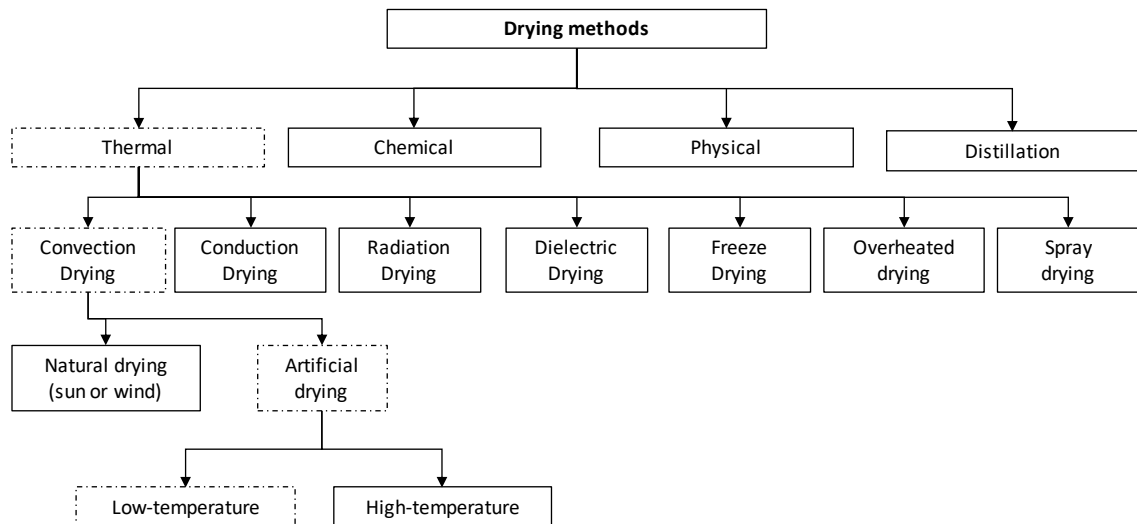 Drying methods
Thermal
Chemical
Physical
Distillation
Convection
Drying
Conduction
Drying
Radiation
Drying
Dielectric
Drying
Freeze
Drying
Overheated
drying
Spray
drying
Natural drying
(sun or wind)
Artificial
drying
Low-temperature
High-temperature